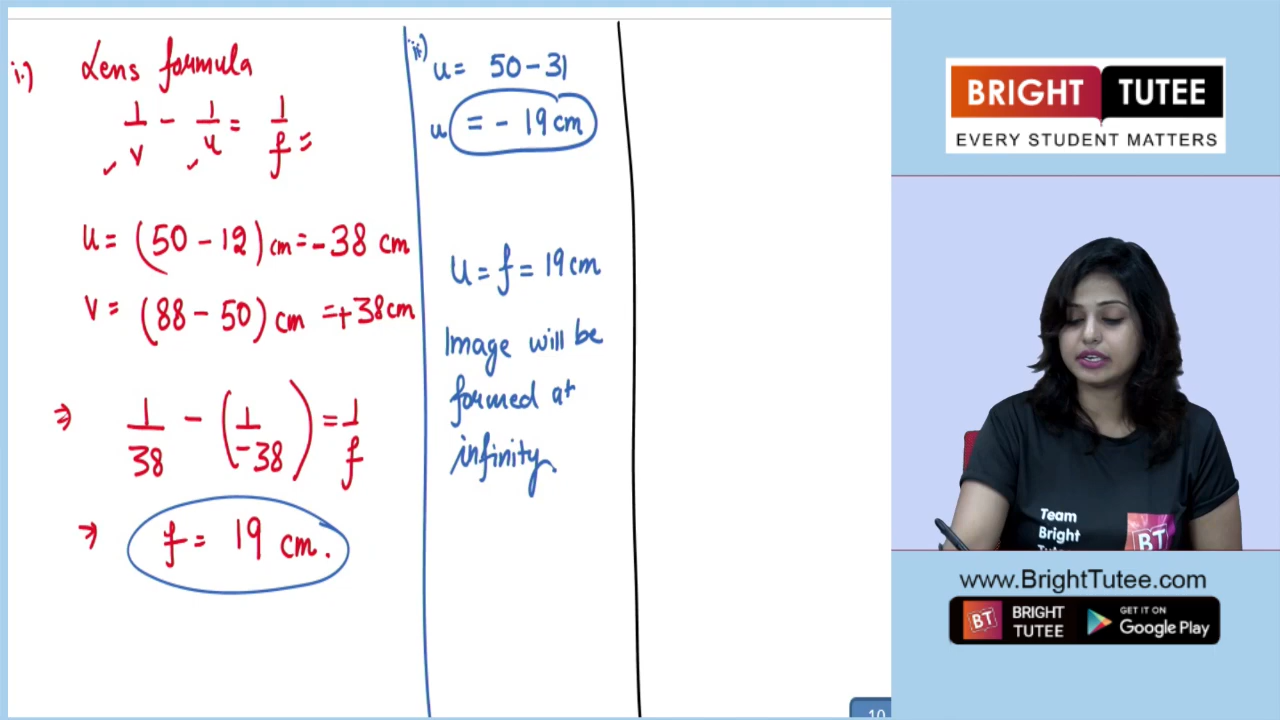 i.) Lens formula
1/v - 1/u = 1/f =
u = (50 - 12) cm = - 38 cm
v = (88 - 50) cm = +38 cm
⇒ 1/38 - (1/-38) = 1/f
⇒ f = 19 cm.
ii) u = 50 - 31
u = - 19 cm
u = f = 19 cm
Image will be
formed at
infinity
10
BRIGHT TUTEE
EVERY STUDENT MATTERS
Team
Bright
BT
www.BrightTutee.com
BT BRIGHT
TUTEE
GET IT ON
Google Play